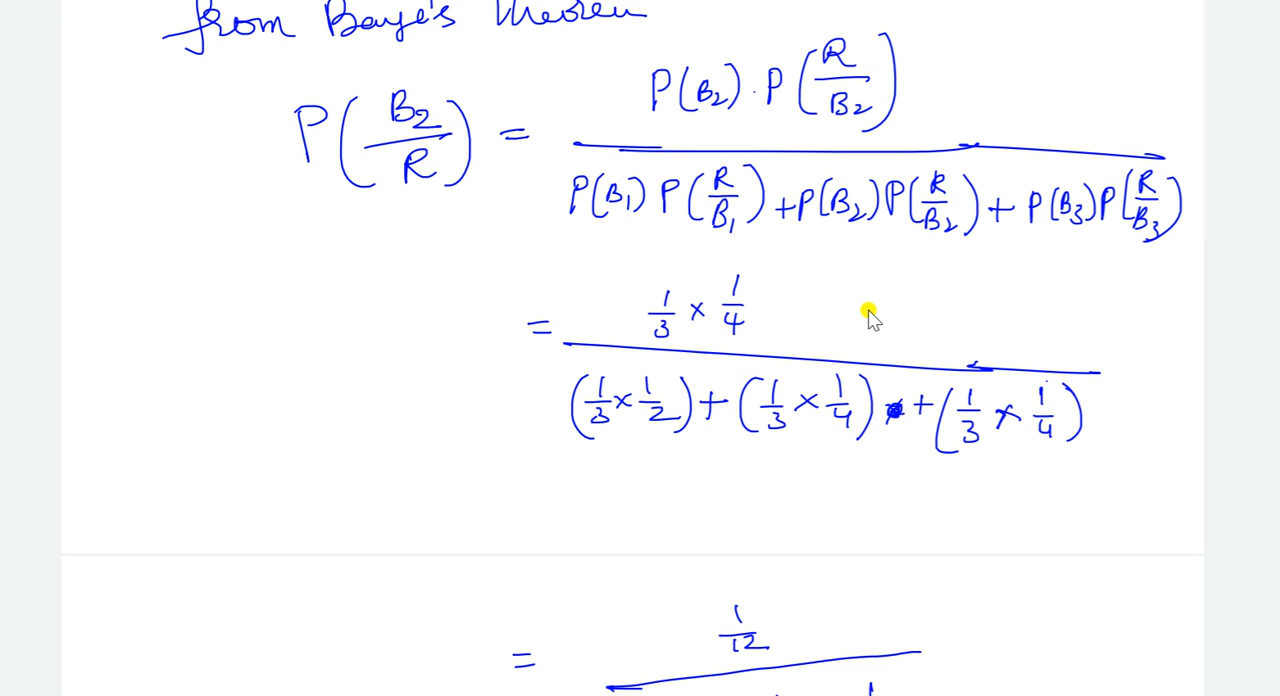 from Baye's Theorem
P(B₂/R) = P(B₂) . P(R/B₂) / P(B₁) P(R/B₁) + P(B₂) P(R/B₂) + P(B₃) P(R/B₃)
= 1/3 × 1/4 / (1/3 × 1/2) + (1/3 × 1/4) + (1/3 × 1/4)
= 1/12